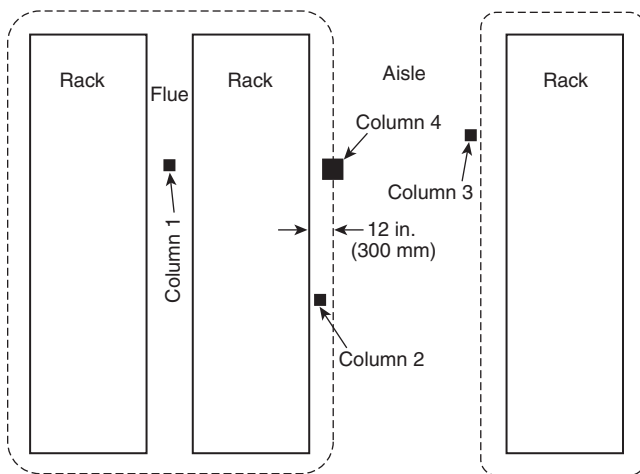 Rack
Flue
Rack
Aisle
Rack
Column 4
Column 3
Column 1
12 in.
(300 mm)
Column 2